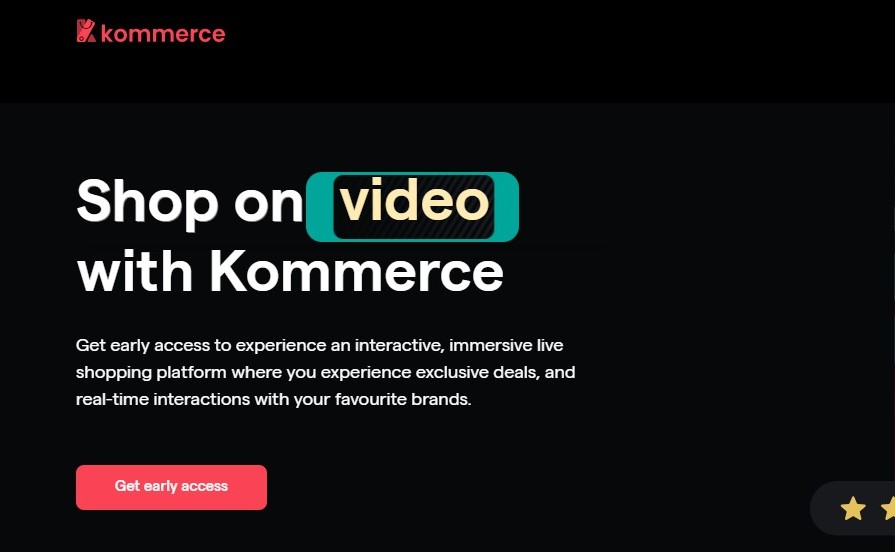 kommerce
Shop on video
with Kommerce
Get early access to experience an interactive, immersive live
shopping platform where you experience exclusive deals, and
real-time interactions with your favourite brands.
Get early access